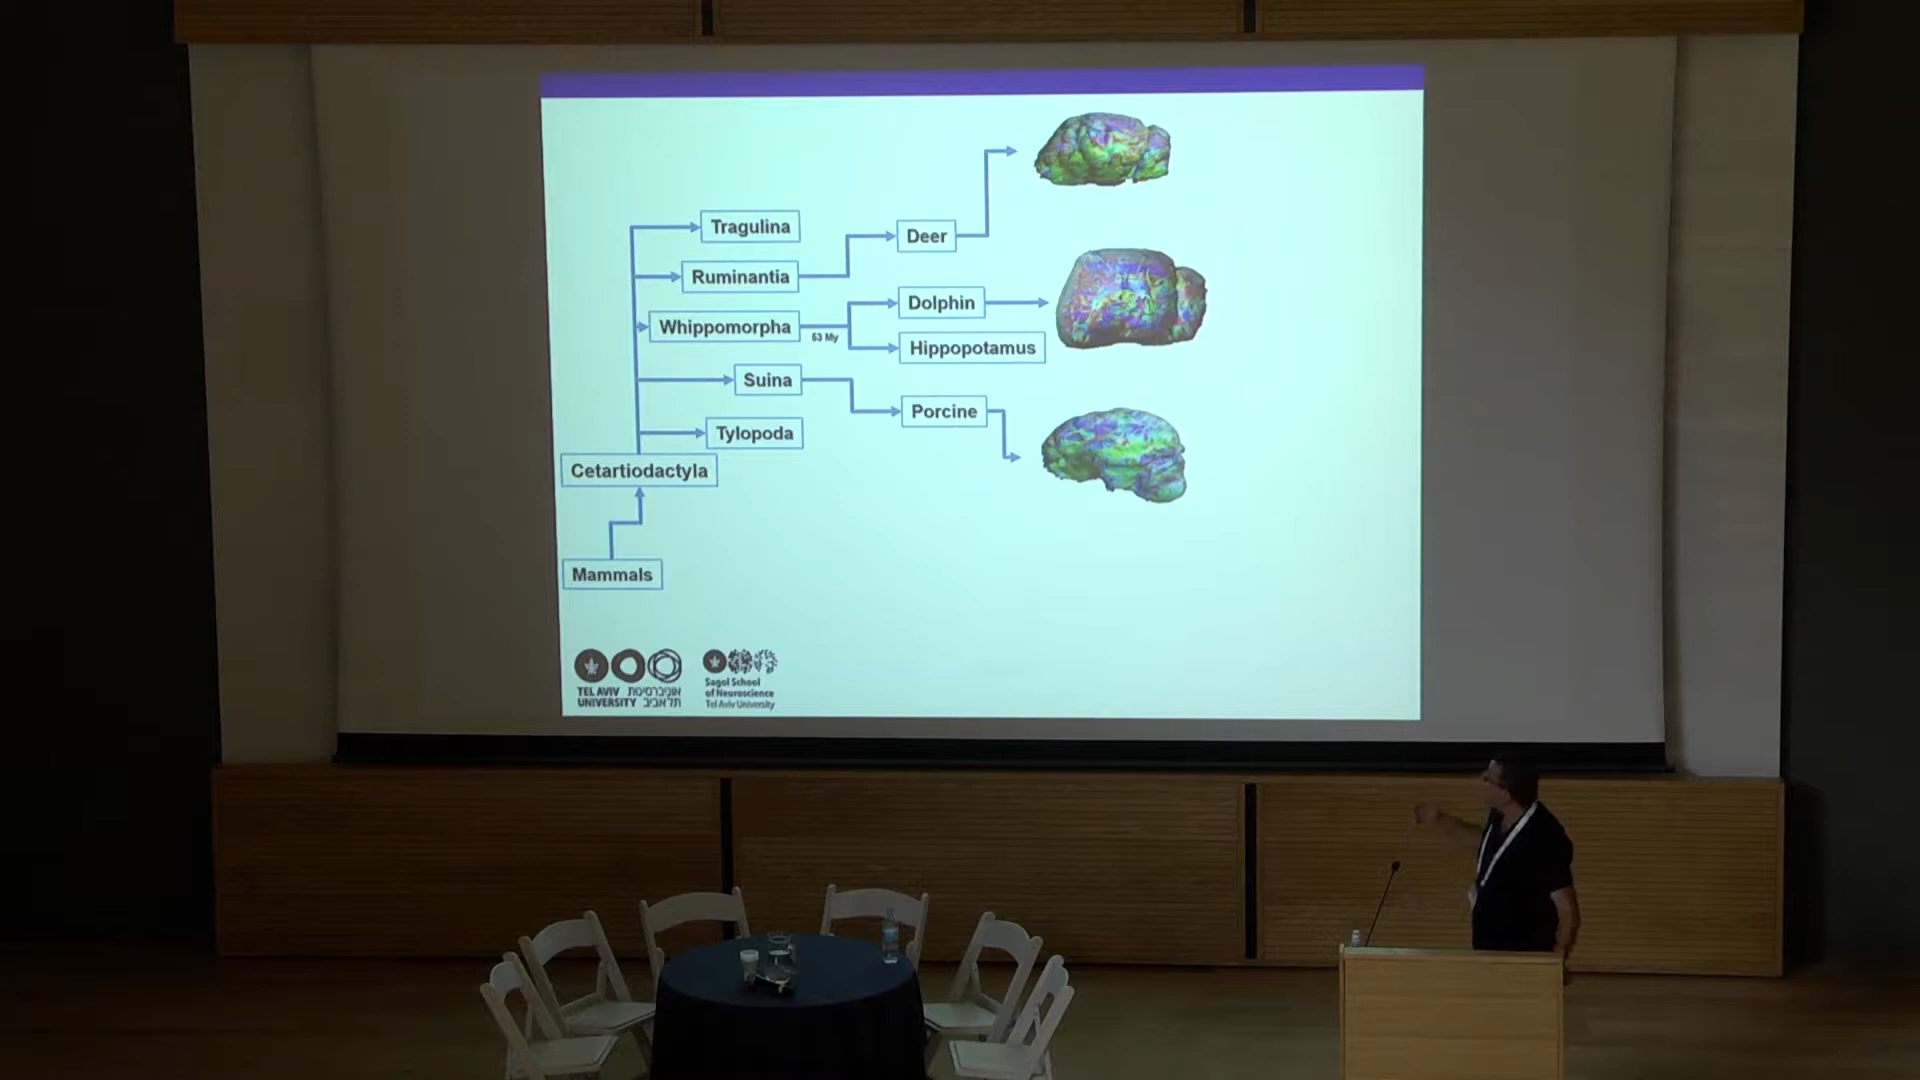 Tragulina
Ruminantia
Deer
Whippomorpha
53 My
Dolphin
Hippopotamus
Suina
Porcine
Tylopoda
Cetartiodactyla
Mammals
TEL AVIV אוניברסיטת
UNIVERSITY תל אביב
Sagol School
of Neuroscience
Tel Aviv University